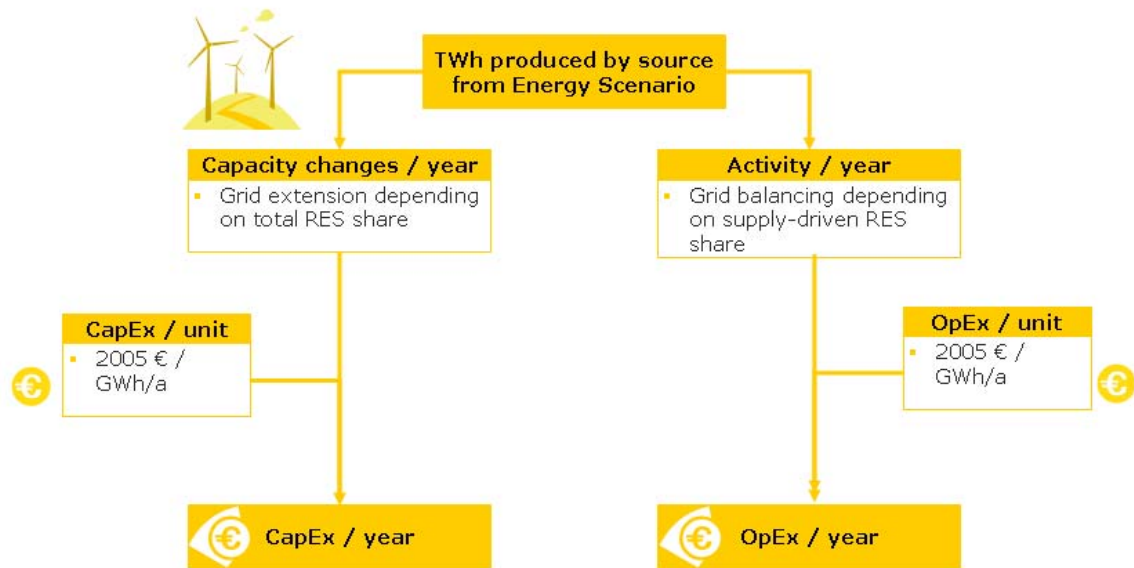 TWh produced by source
from Energy Scenario
Capacity changes / year
▪ Grid extension depending
on total RES share
Activity / year
▪ Grid balancing depending
on supply-driven RES
share
CapEx / unit
▪ 2005 € /
GWh/a
€
OpEx / unit
▪ 2005 € /
GWh/a
€
€ CapEx / year
€ OpEx / year